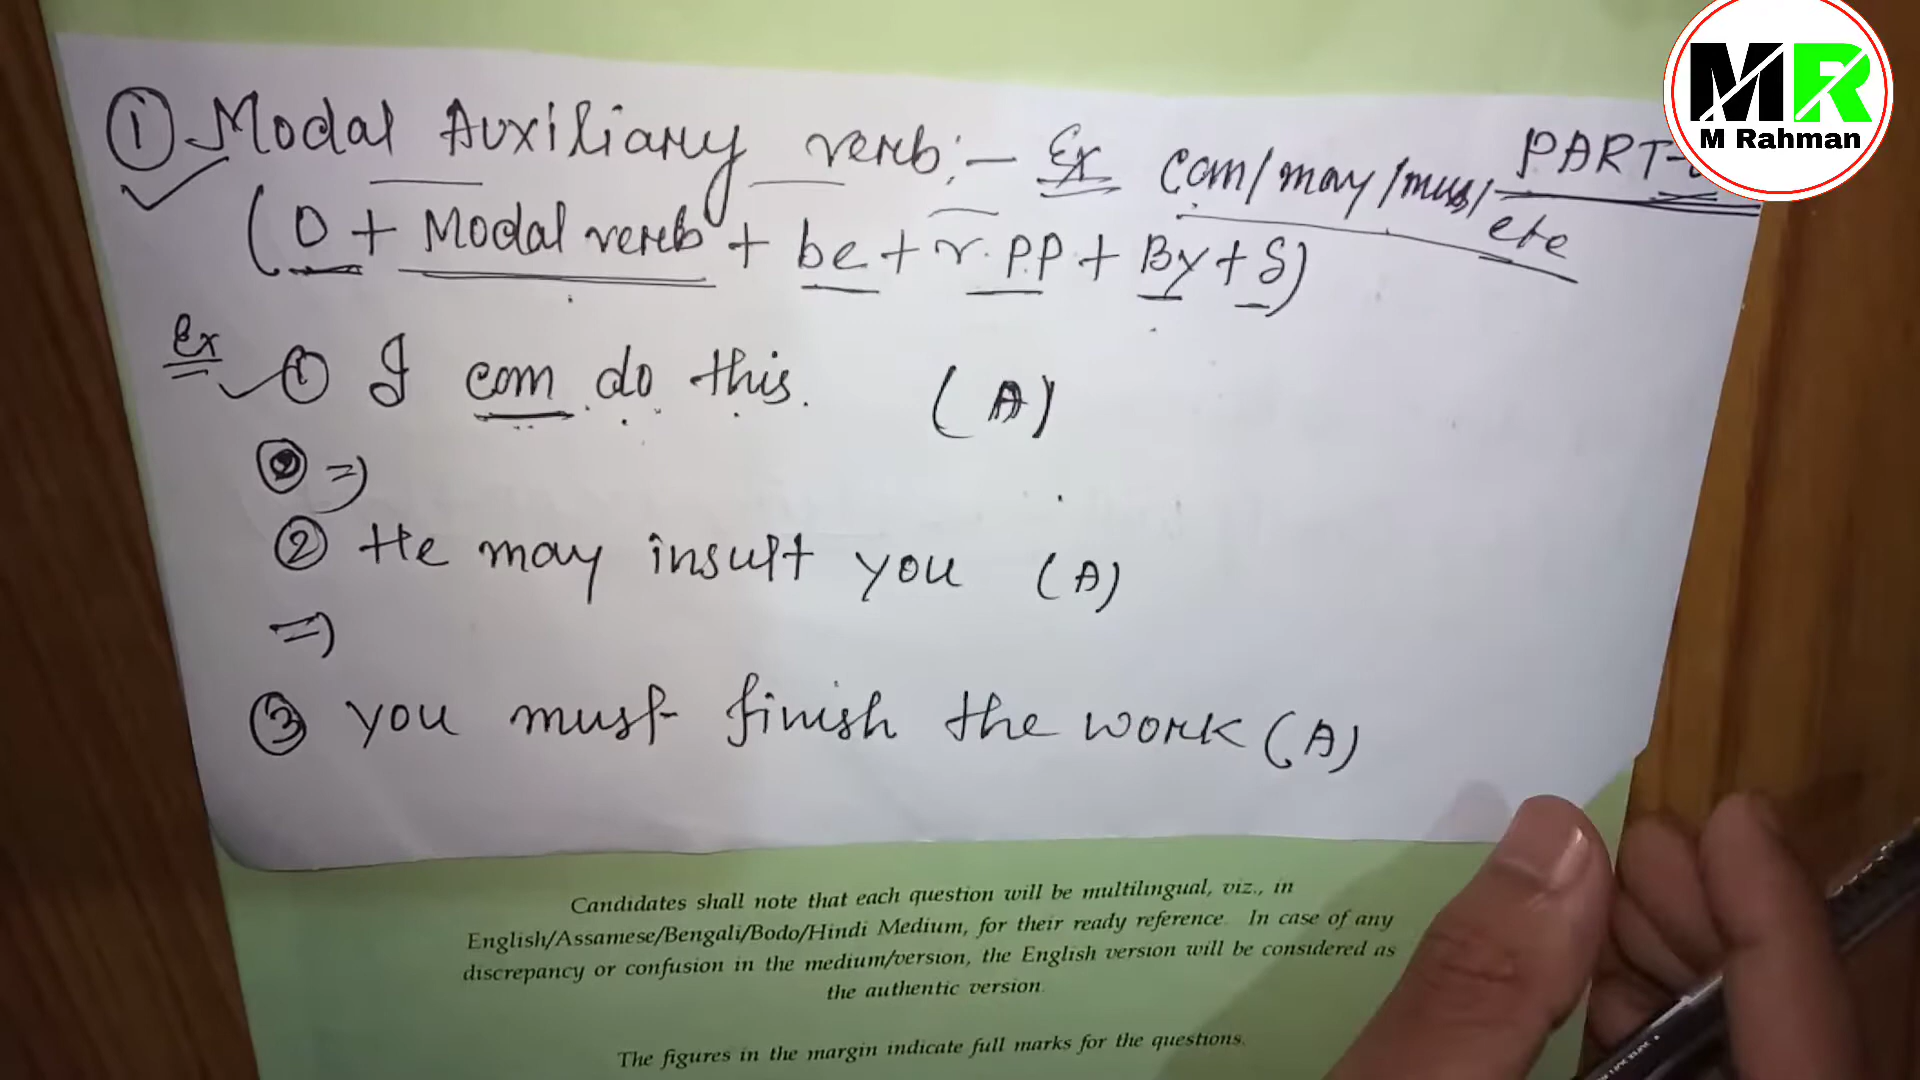 ① Modal Auxiliary verb:- Ex can/may/must/ etc
PART-
(O + Modal verb + be + v.pp + By + S)
Ex ① I can do this. (A)
② =>
② He may insult you (A)
=>
③ you must finish the work (A)
Candidates shall note that each question will be multilingual, viz., in
English/Assamese/Bengali/Bodo/Hindi Medium, for their ready reference. In case of any
discrepancy or confusion in the medium/version, the English version will be considered as
the authentic version.
The figures in the margin indicate full marks for the questions.
MR
M Rahman